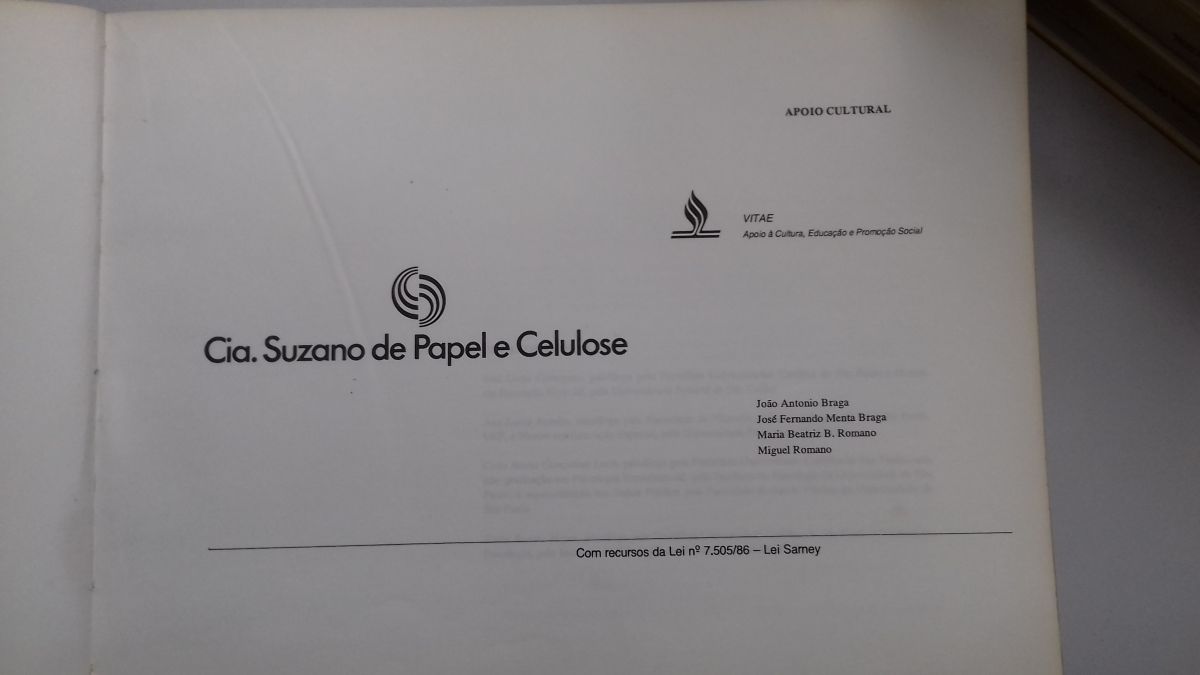 APOIO CULTURAL
VITAE
Apoio à Cultura, Educação e Promoção Social
Cia. Suzano de Papel e Celulose
João Antonio Braga
José Fernando Menta Braga
Maria Beatriz B. Romano
Miguel Romano
Com recursos da Lei nº 7.505/86 – Lei Sarney